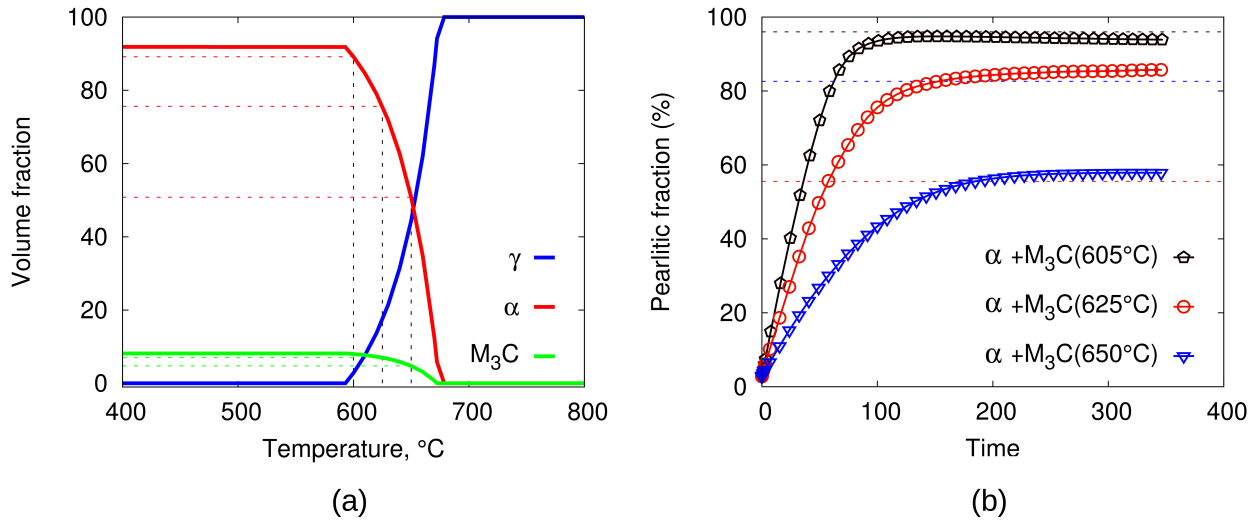 Volume fraction
100
80
60
40
20
0
400
500
600
700
800
γ
α
M3C
Temperature, °C
(a)
Pearlitic fraction (%)
100
80
60
40
20
0
0
100
200
300
400
α +M3C(605°C)
α +M3C(625°C)
α +M3C(650°C)
Time
(b)